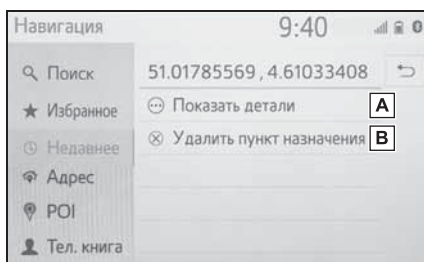 Навигация 9:40
Поиск
Избранное
Недавнее
Адрес
POI
Тел. книга
51.01785569 , 4.61033408
Показать детали A
Удалить пункт назначения B